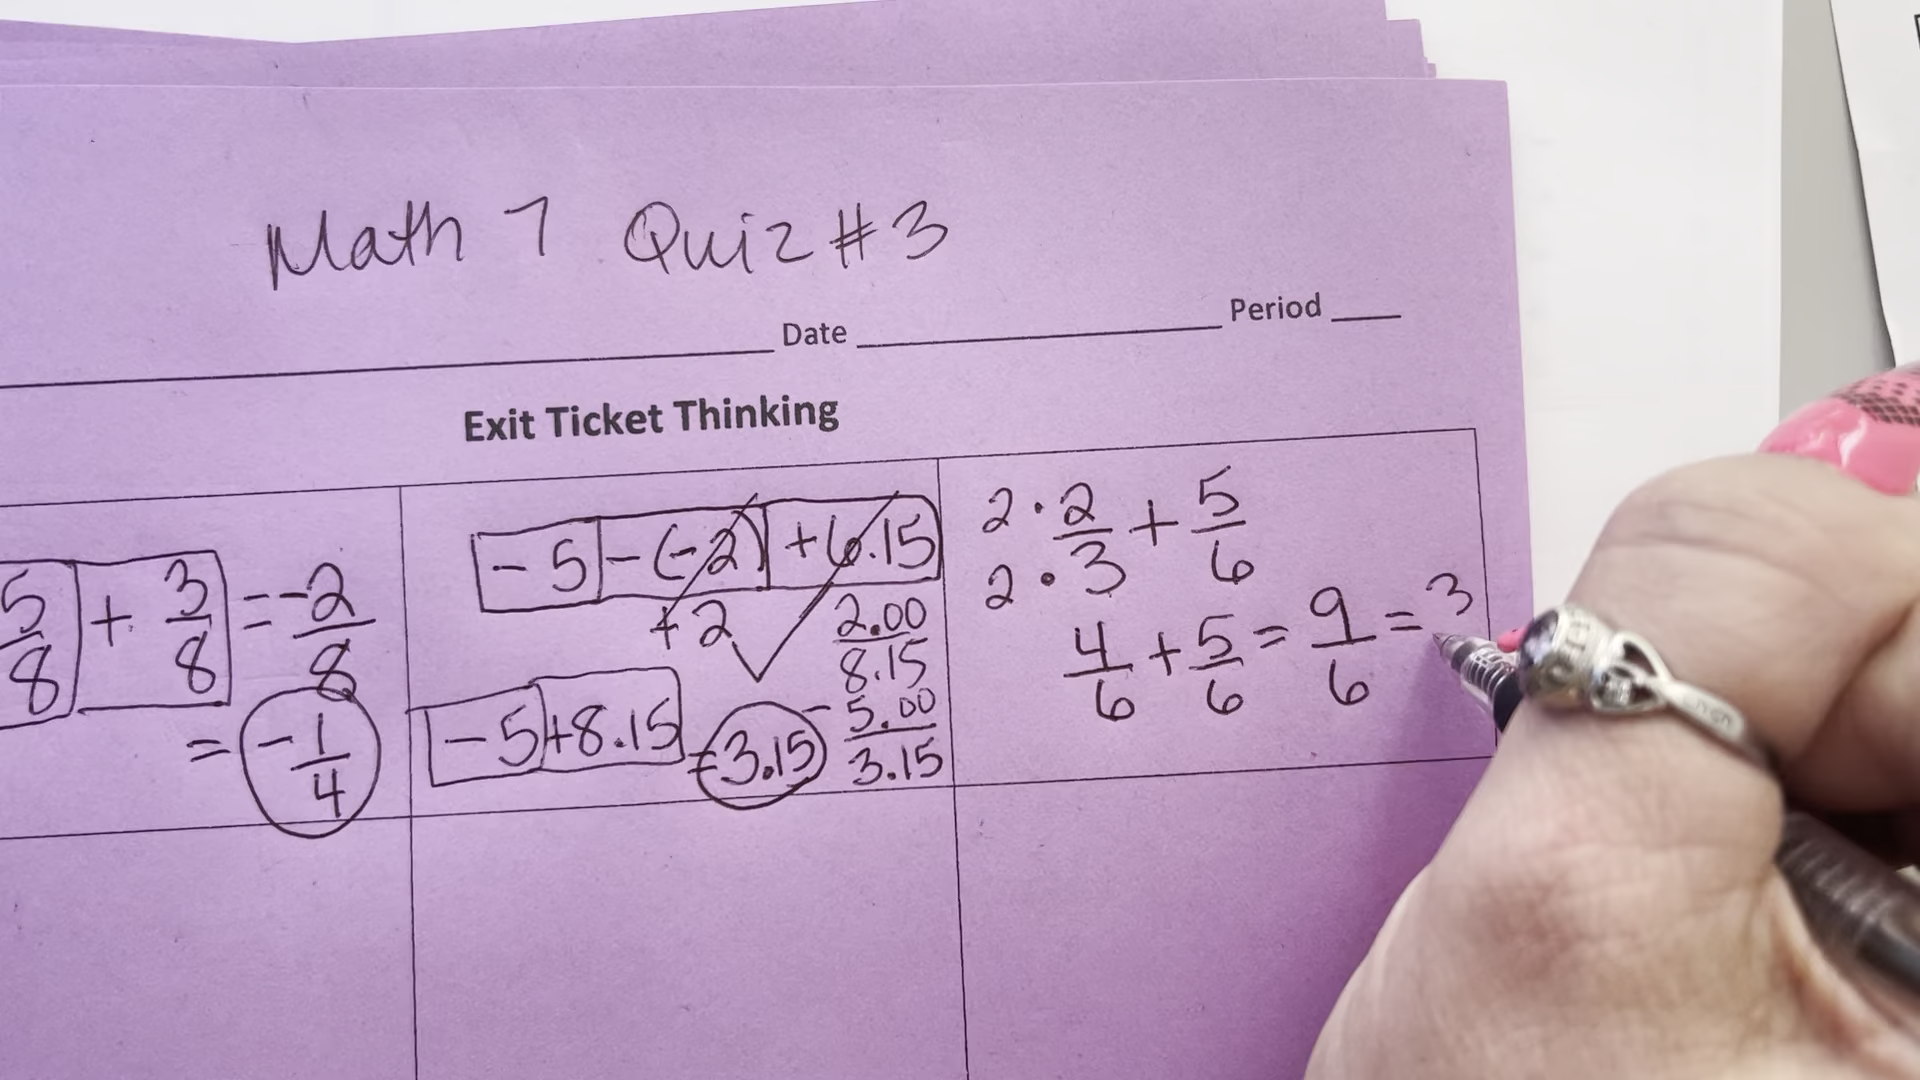 Math 7 Quiz #3
Date ____ Period ____
Exit Ticket Thinking
5/8 + 3/8 = -2/8
= -1/4
-5 -(-2) +6.15
+2
2.00
8.15
- 5.00
3.15
-5 +8.15 = 3.15
2 · 2/2 · 3 + 5/6
4/6 + 5/6 = 9/6 = 3